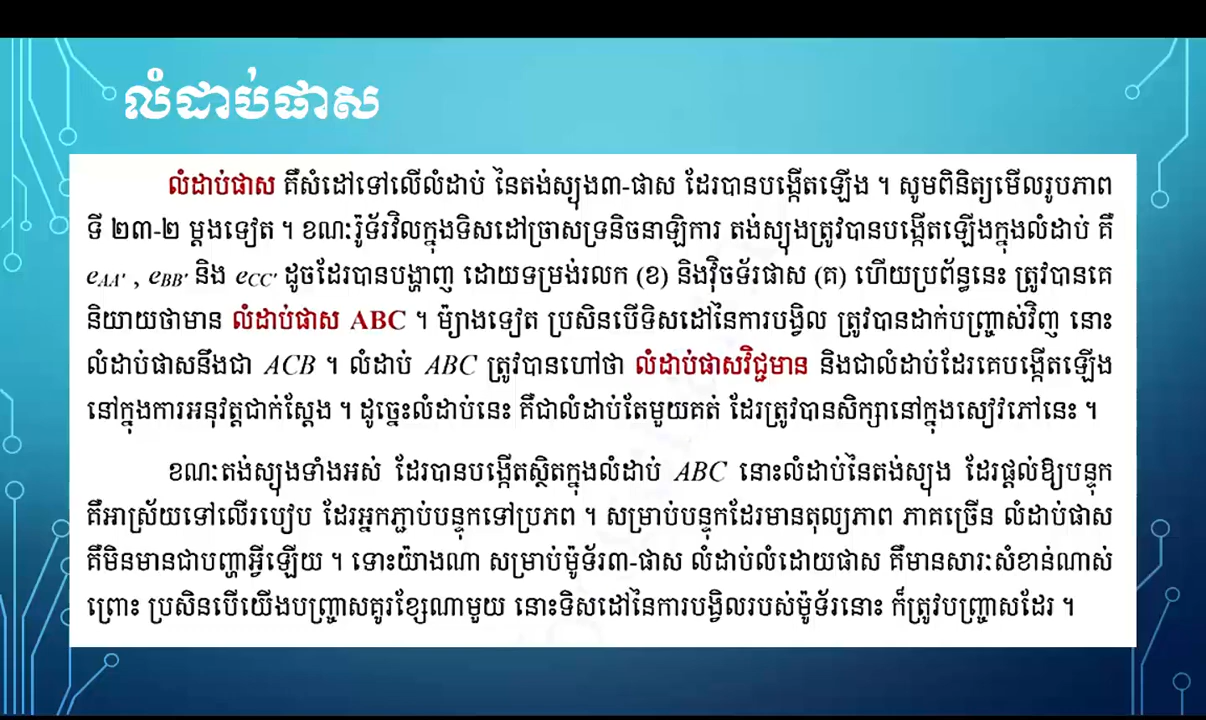 លំដាប់ផាស
លំដាប់ផាស គឺសំដៅទៅលើលំដាប់ នៃតង់ស្យុង៣-ផាស ដែរបានបង្កើតឡើង ។ សូមពិនិត្យមើលរូបភាព
ទី ២៣-២ ម្ដងទៀត ។ ខណៈរ៉ូទ័រវិលក្នុងទិសដៅច្រាសទ្រនិចនាឡិការ តង់ស្យុងត្រូវបានបង្កើតឡើងក្នុងលំដាប់ គឺ
eAA' , eBB' និង eCC' ដូចដែរបានបង្ហាញ ដោយទម្រង់រលក (ខ) និងវ៉ិចទ័រផាស (គ) ហើយប្រព័ន្ធនេះ ត្រូវបានគេ
និយាយថាមាន លំដាប់ផាស ABC ។ ម៉្យាងទៀត ប្រសិនបើទិសដៅនៃការបង្វិល ត្រូវបានដាក់បញ្ច្រាស់វិញ នោះ
លំដាប់ផាសនឹងជា ACB ។ លំដាប់ ABC ត្រូវបានហៅថា លំដាប់ផាសវិជ្ជមាន និងជាលំដាប់ដែរគេបង្កើតឡើង
នៅក្នុងការអនុវត្តជាក់ស្ដែង ។ ដូច្នេះលំដាប់នេះ គឺជាលំដាប់តែមួយគត់ ដែរត្រូវបានសិក្សានៅក្នុងសៀវភៅនេះ ។
ខណៈតង់ស្យុងទាំងអស់ ដែរបានបង្កើតស្ថិតក្នុងលំដាប់ ABC នោះលំដាប់នៃតង់ស្យុង ដែរផ្ដល់ឱ្យបន្ទុក
គឺអាស្រ័យទៅលើរបៀប ដែរអ្នកភ្ជាប់បន្ទុកទៅប្រភព ។ សម្រាប់បន្ទុកដែរមានតុល្យភាព ភាគច្រើន លំដាប់ផាស
គឺមិនមានជាបញ្ហាអ្វីឡើយ ។ ទោះយ៉ាងណា សម្រាប់ម៉ូទ័រ៣-ផាស លំដាប់លំដោយផាស គឺមានសារៈសំខាន់ណាស់
ព្រោះ ប្រសិនបើយើងបញ្ច្រាសគូរខ្សែណាមួយ នោះទិសដៅនៃការបង្វិលរបស់ម៉ូទ័រនោះ ក៏ត្រូវបញ្ច្រាសដែរ ។